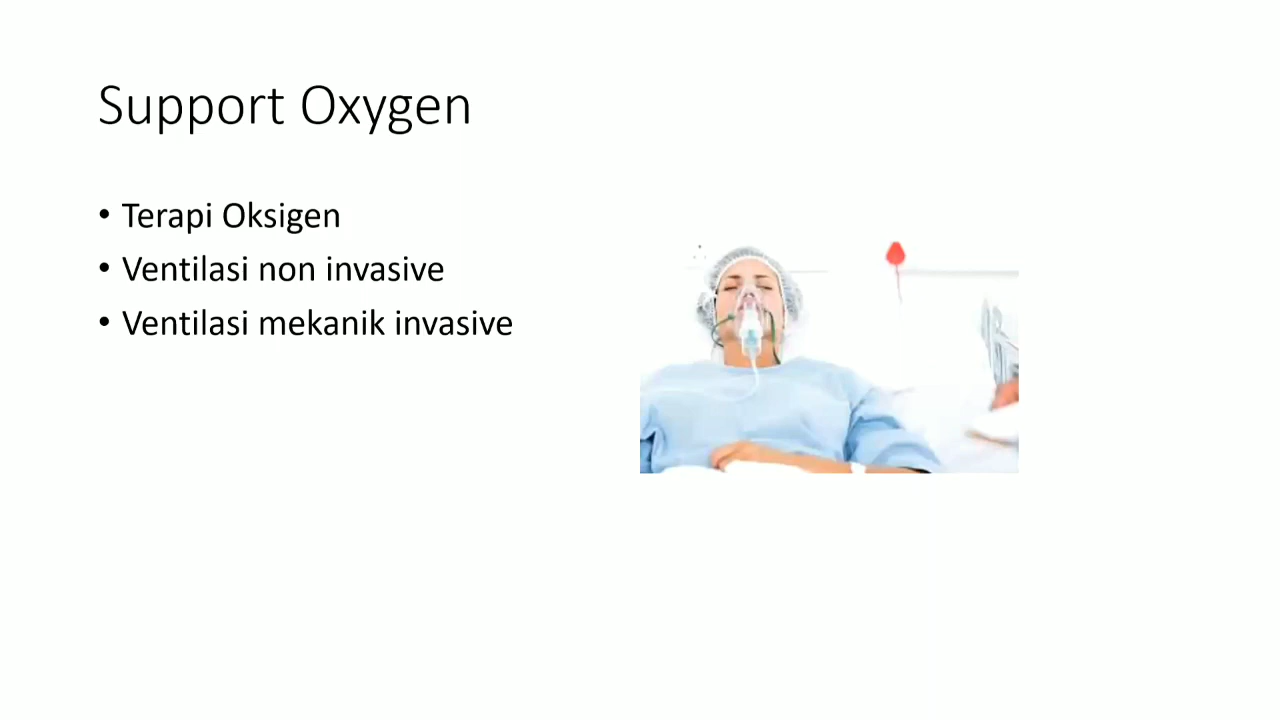 Support Oxygen
• Terapi Oksigen
• Ventilasi non invasive
• Ventilasi mekanik invasive